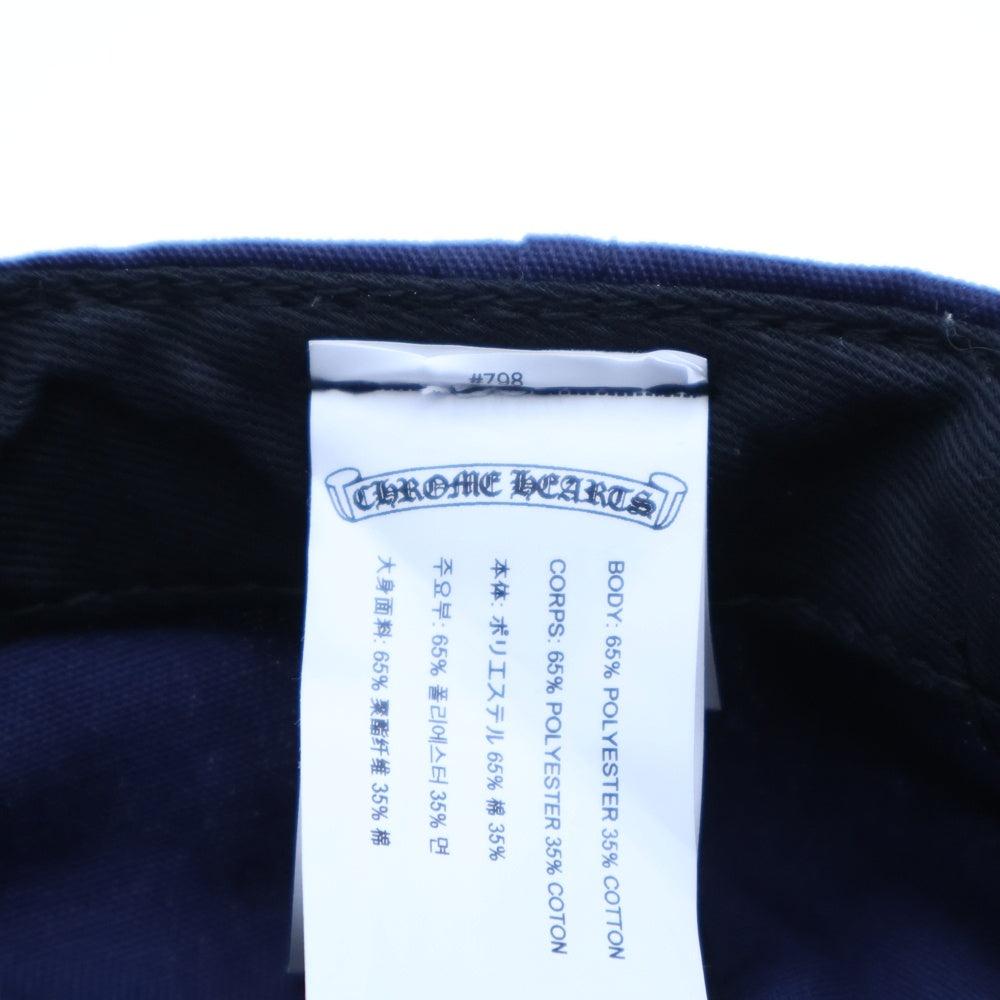 #798
CHROME HEARTS
BODY: 65% POLYESTER 35% COTTON
CORPS: 65% POLYESTER 35% COTON
本体: ポリエステル 65% 棉 35%
주요부: 65% 폴리에스터 35% 면
大身面料: 65% 聚酯纤维 35% 棉